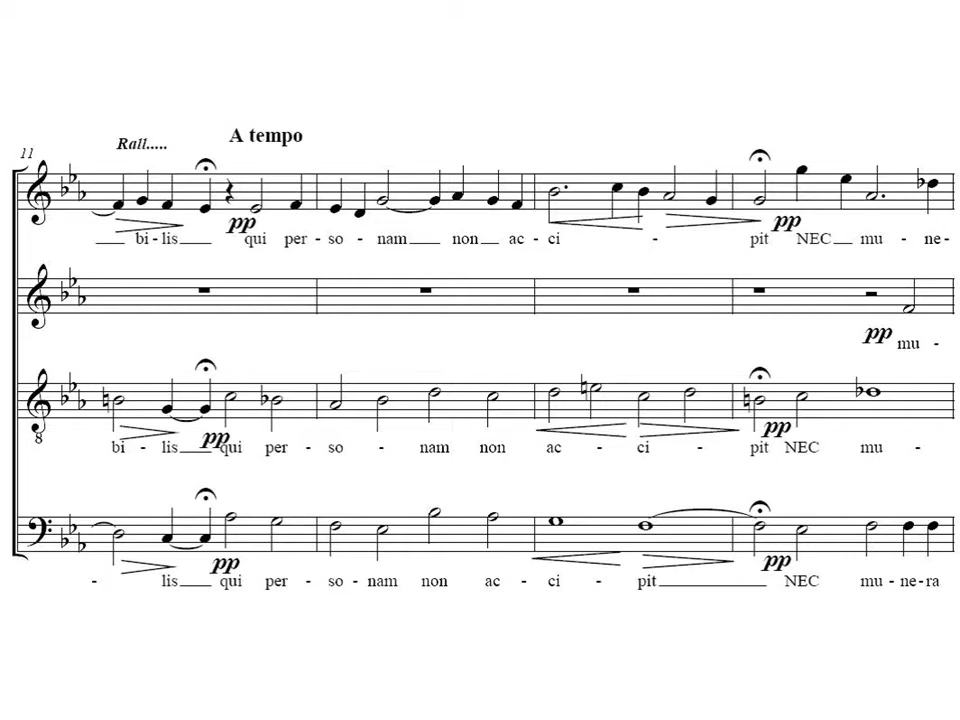 Rall..... A tempo
11
pp
bi - lis qui per - so - nam non ac - ci - pit NEC mu - ne-
pp
pp mu -
pp pp
bi - lis qui per - so - nam non ac - ci - pit NEC mu -
8
pp pp
- lis qui per - so - nam non ac - ci - pit NEC mu - ne - ra